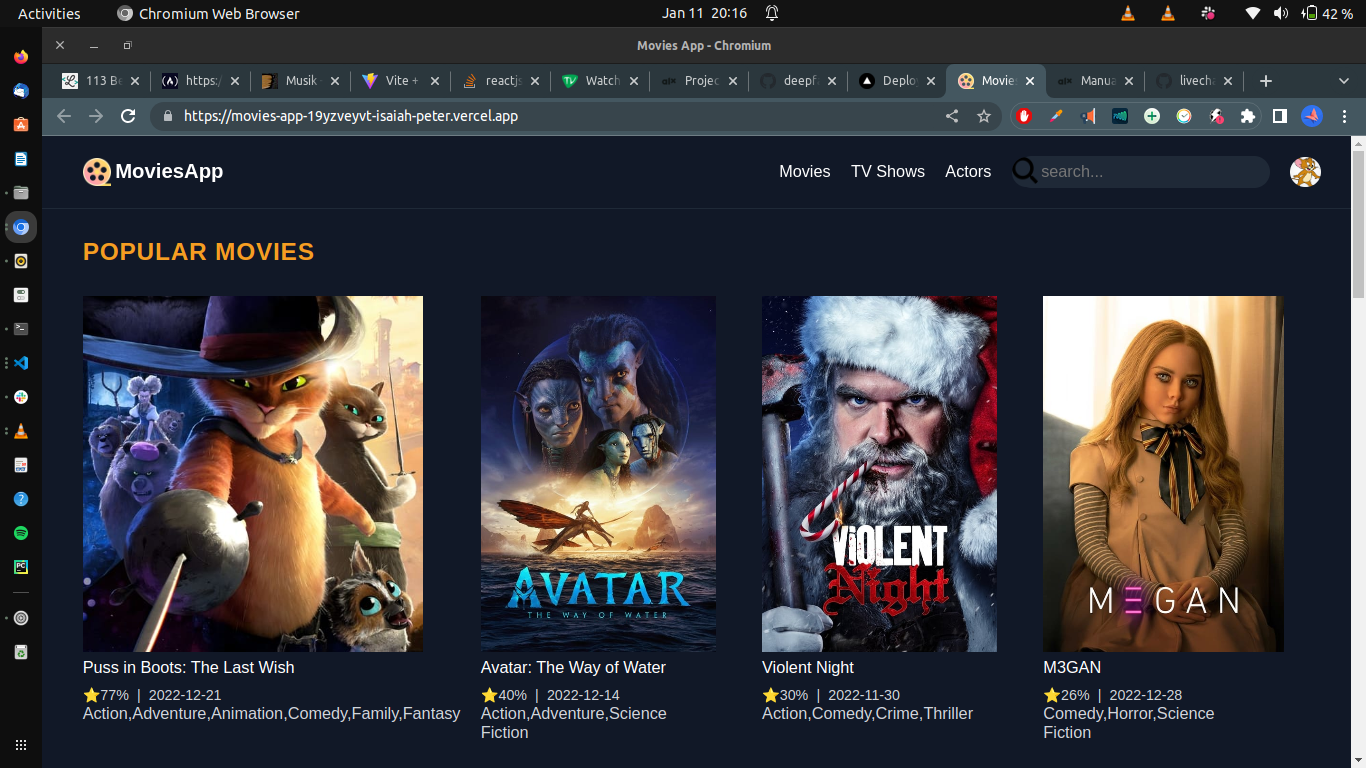 Activities
Chromium Web Browser
Jan 11 20:16
42 %
Movies App - Chromium
113 Be
https:/
Musik
Vite +
reactjs
Watch
Projec
deepf
Deplo
Movie
Manua
livecha
https://movies-app-19yzveyvt-isaiah-peter.vercel.app
MoviesApp
Movies
TV Shows
Actors
search...
POPULAR MOVIES
AVATAR
THE WAY OF WATER
VIOLENT
Night
M3GAN
Puss in Boots: The Last Wish
⭐77% | 2022-12-21
Action,Adventure,Animation,Comedy,Family,Fantasy
Avatar: The Way of Water
⭐40% | 2022-12-14
Action,Adventure,Science
Fiction
Violent Night
⭐30% | 2022-11-30
Action,Comedy,Crime,Thriller
M3GAN
⭐26% | 2022-12-28
Comedy,Horror,Science
Fiction